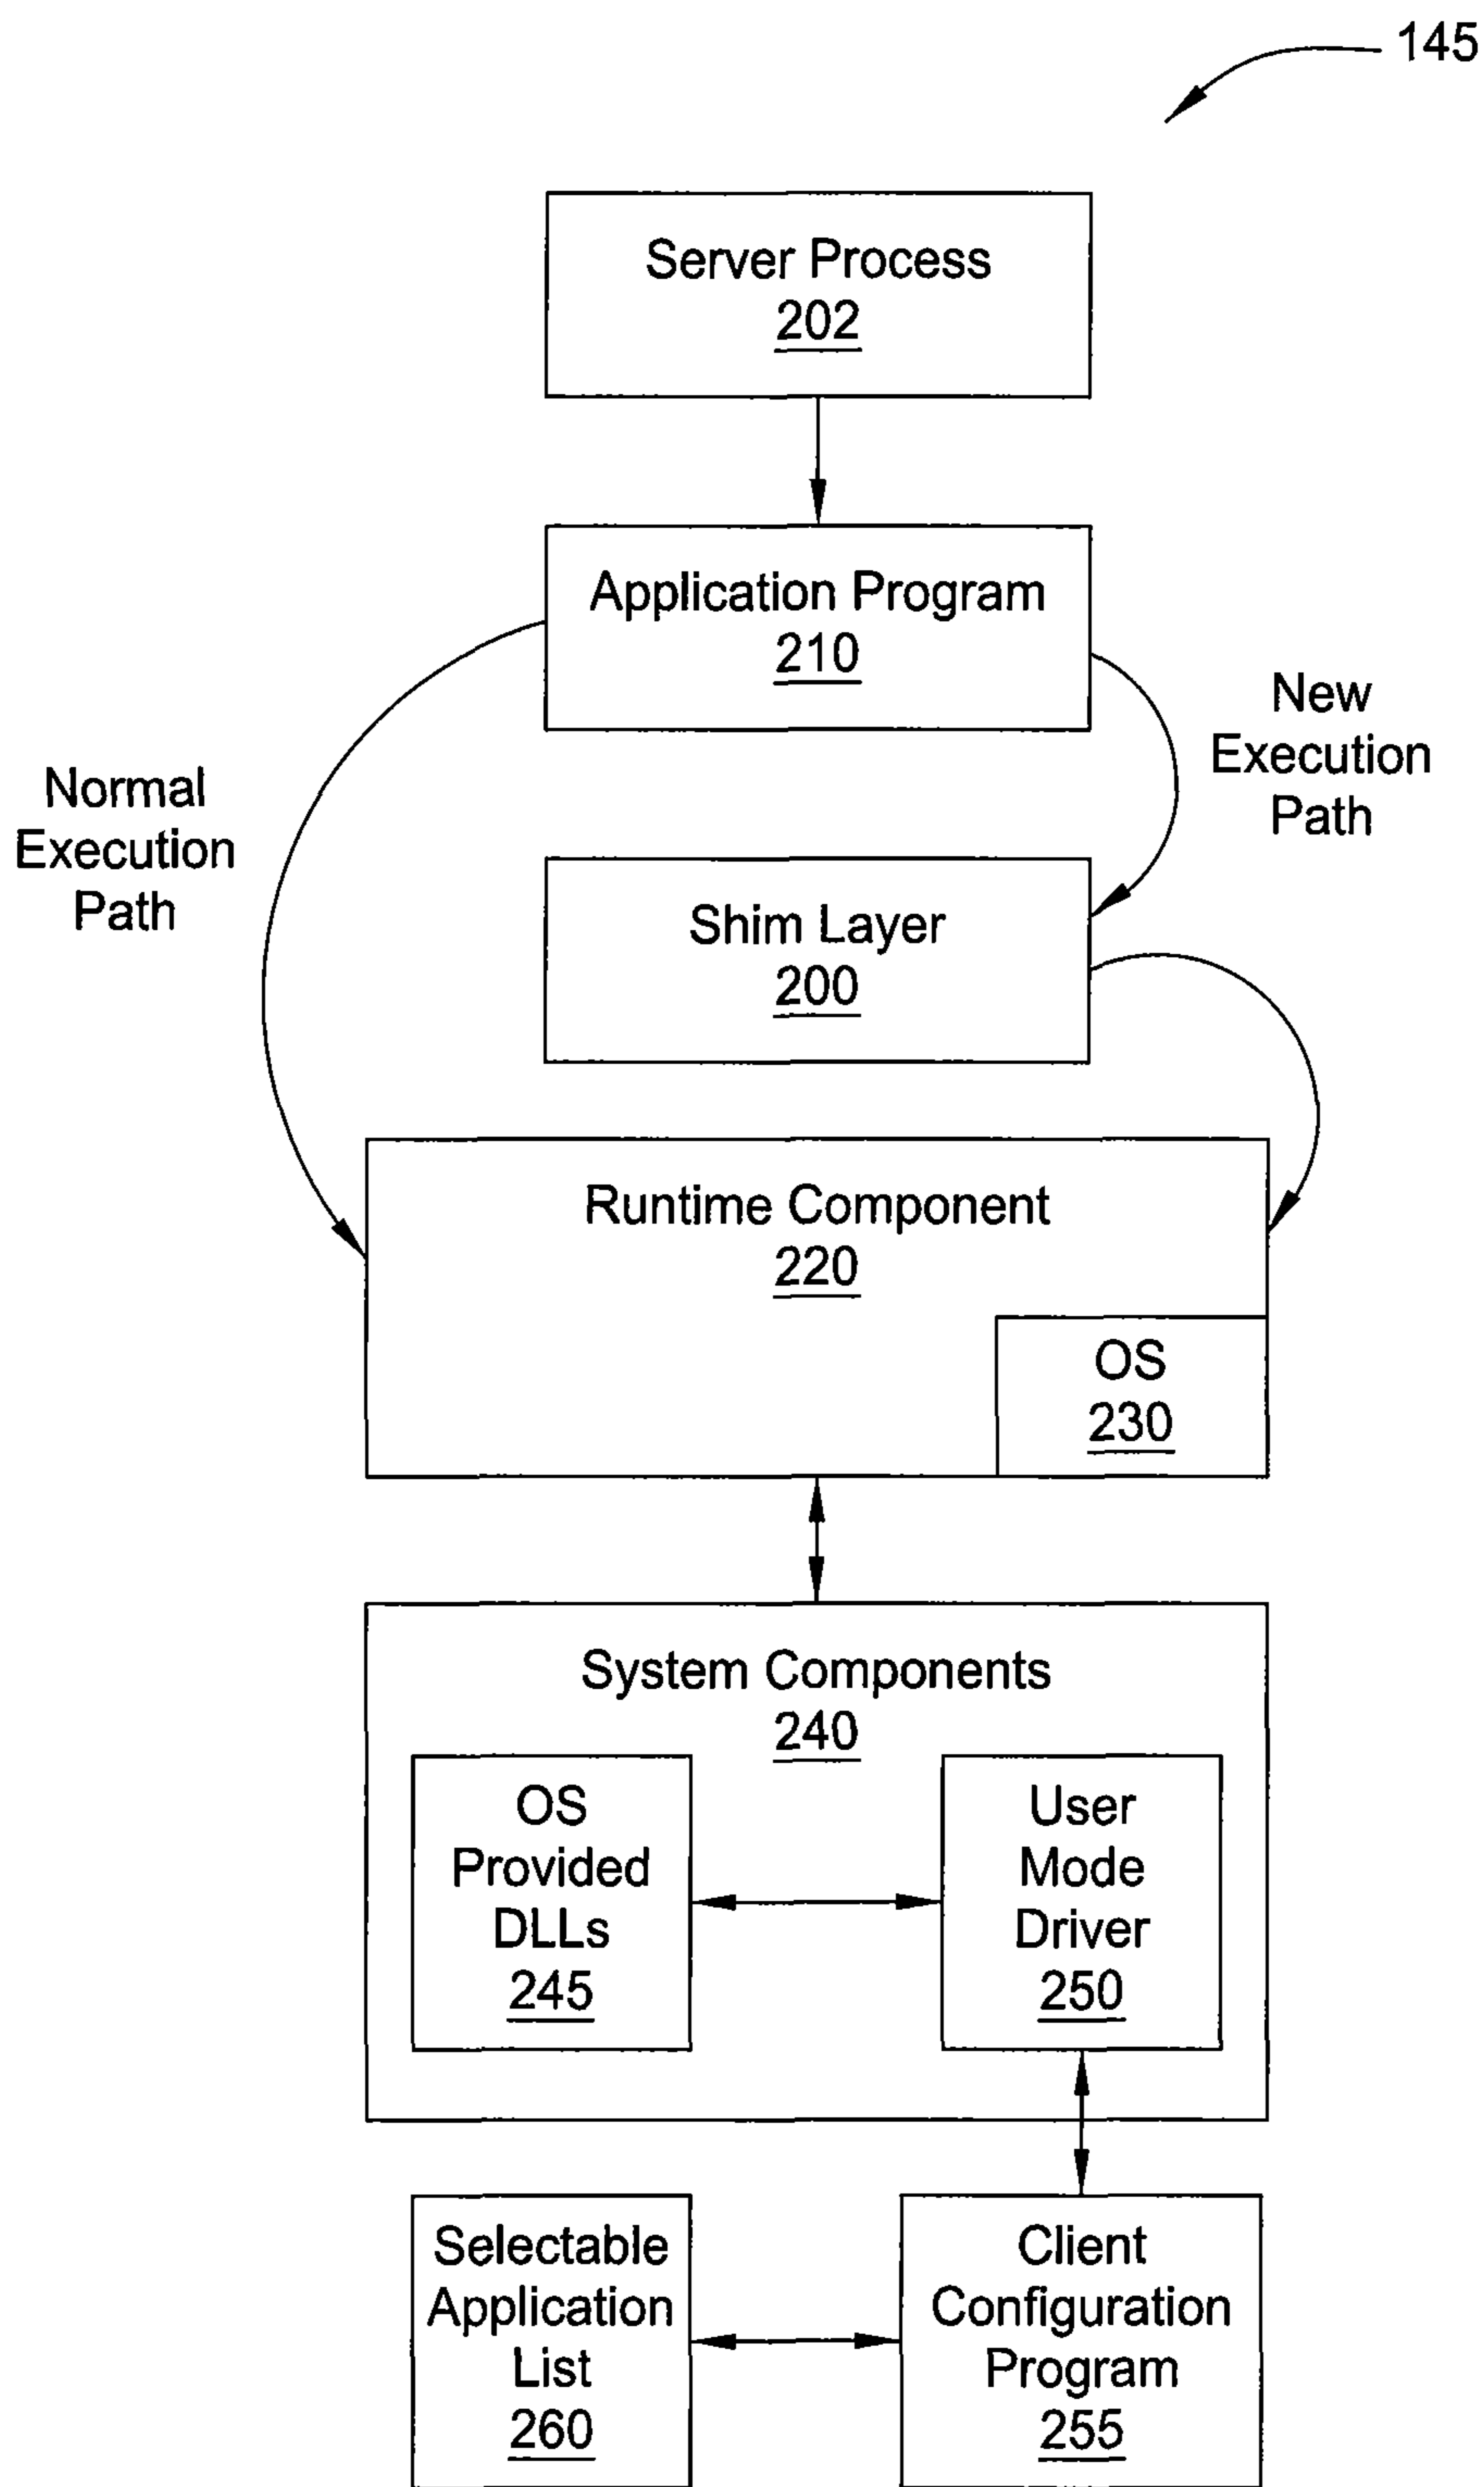 145
Server Process
202
Application Program
210
New
Execution
Path
Normal
Execution
Path
Shim Layer
200
Runtime Component
220
OS
230
System Components
240
OS
Provided
DLLs
245
User
Mode
Driver
250
Selectable
Application
List
260
Client
Configuration
Program
255